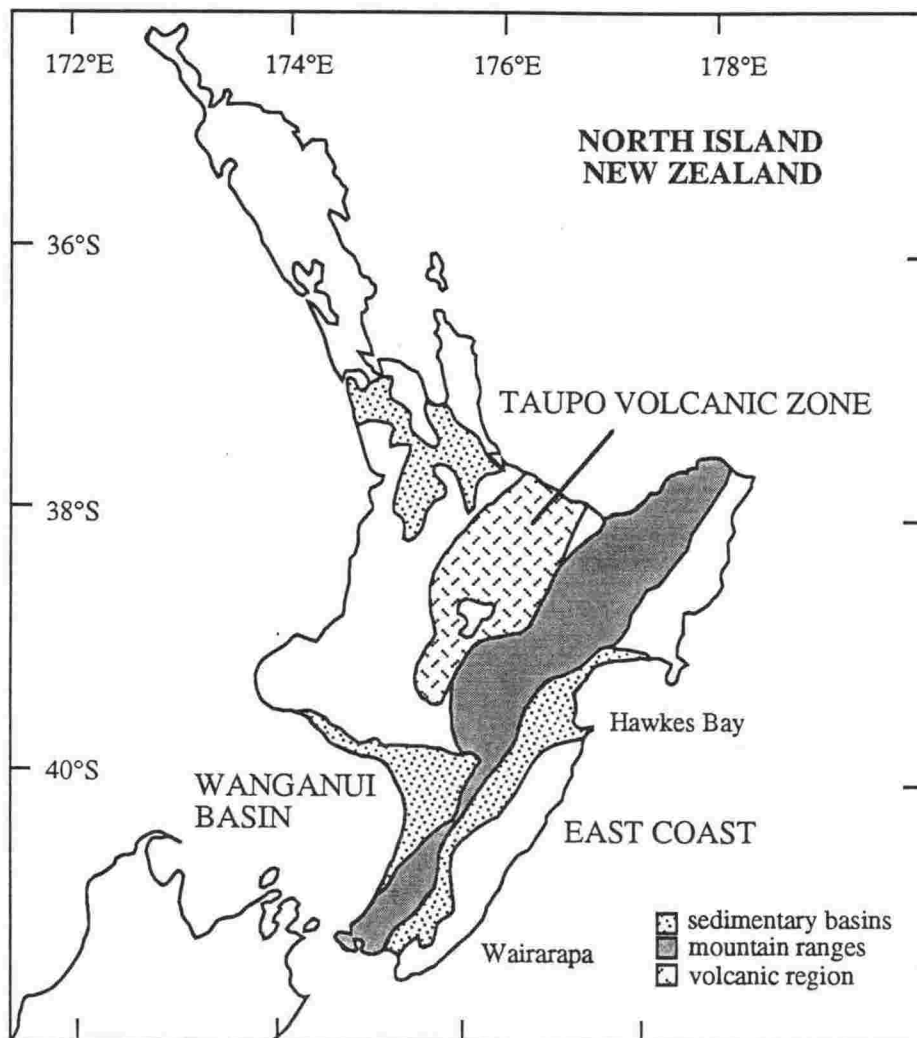 172°E 174°E 176°E 178°E
NORTH ISLAND
NEW ZEALAND
36°S
TAUPO VOLCANIC ZONE
38°S
Hawkes Bay
40°S
WANGANUI
BASIN
EAST COAST
sedimentary basins
mountain ranges
Wairarapa
volcanic region